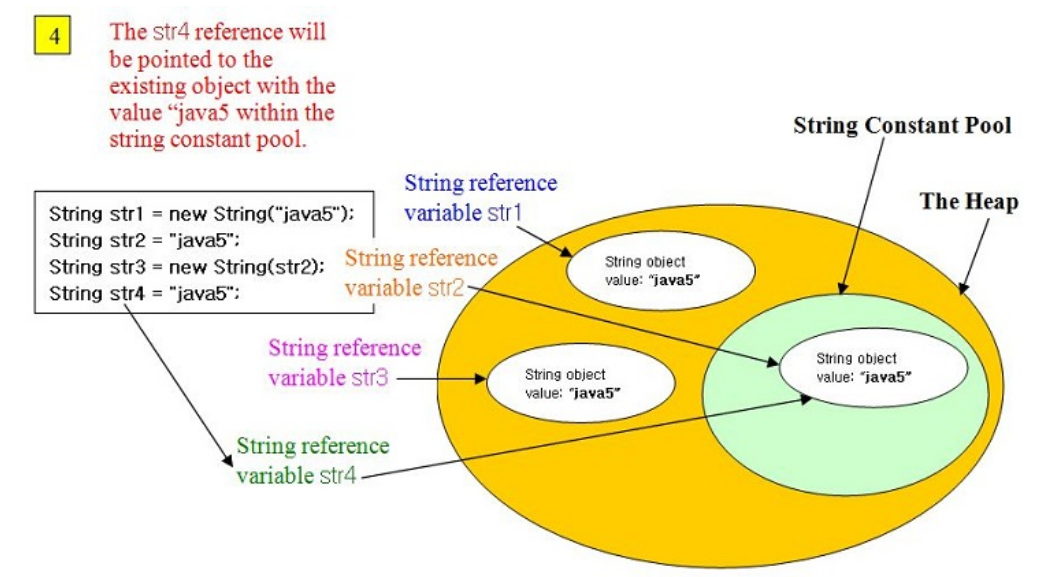 4
The str4 reference will
be pointed to the
existing object with the
value “java5 within the
string constant pool.
String Constant Pool
The Heap
String str1 = new String("java5");
String str2 = "java5";
String str3 = new String(str2);
String str4 = "java5";
String reference
variable str1
String reference
variable str2
String reference
variable str3
String reference
variable str4
String object
value: "java5"
String object
value: "java5"
String object
value: "java5"